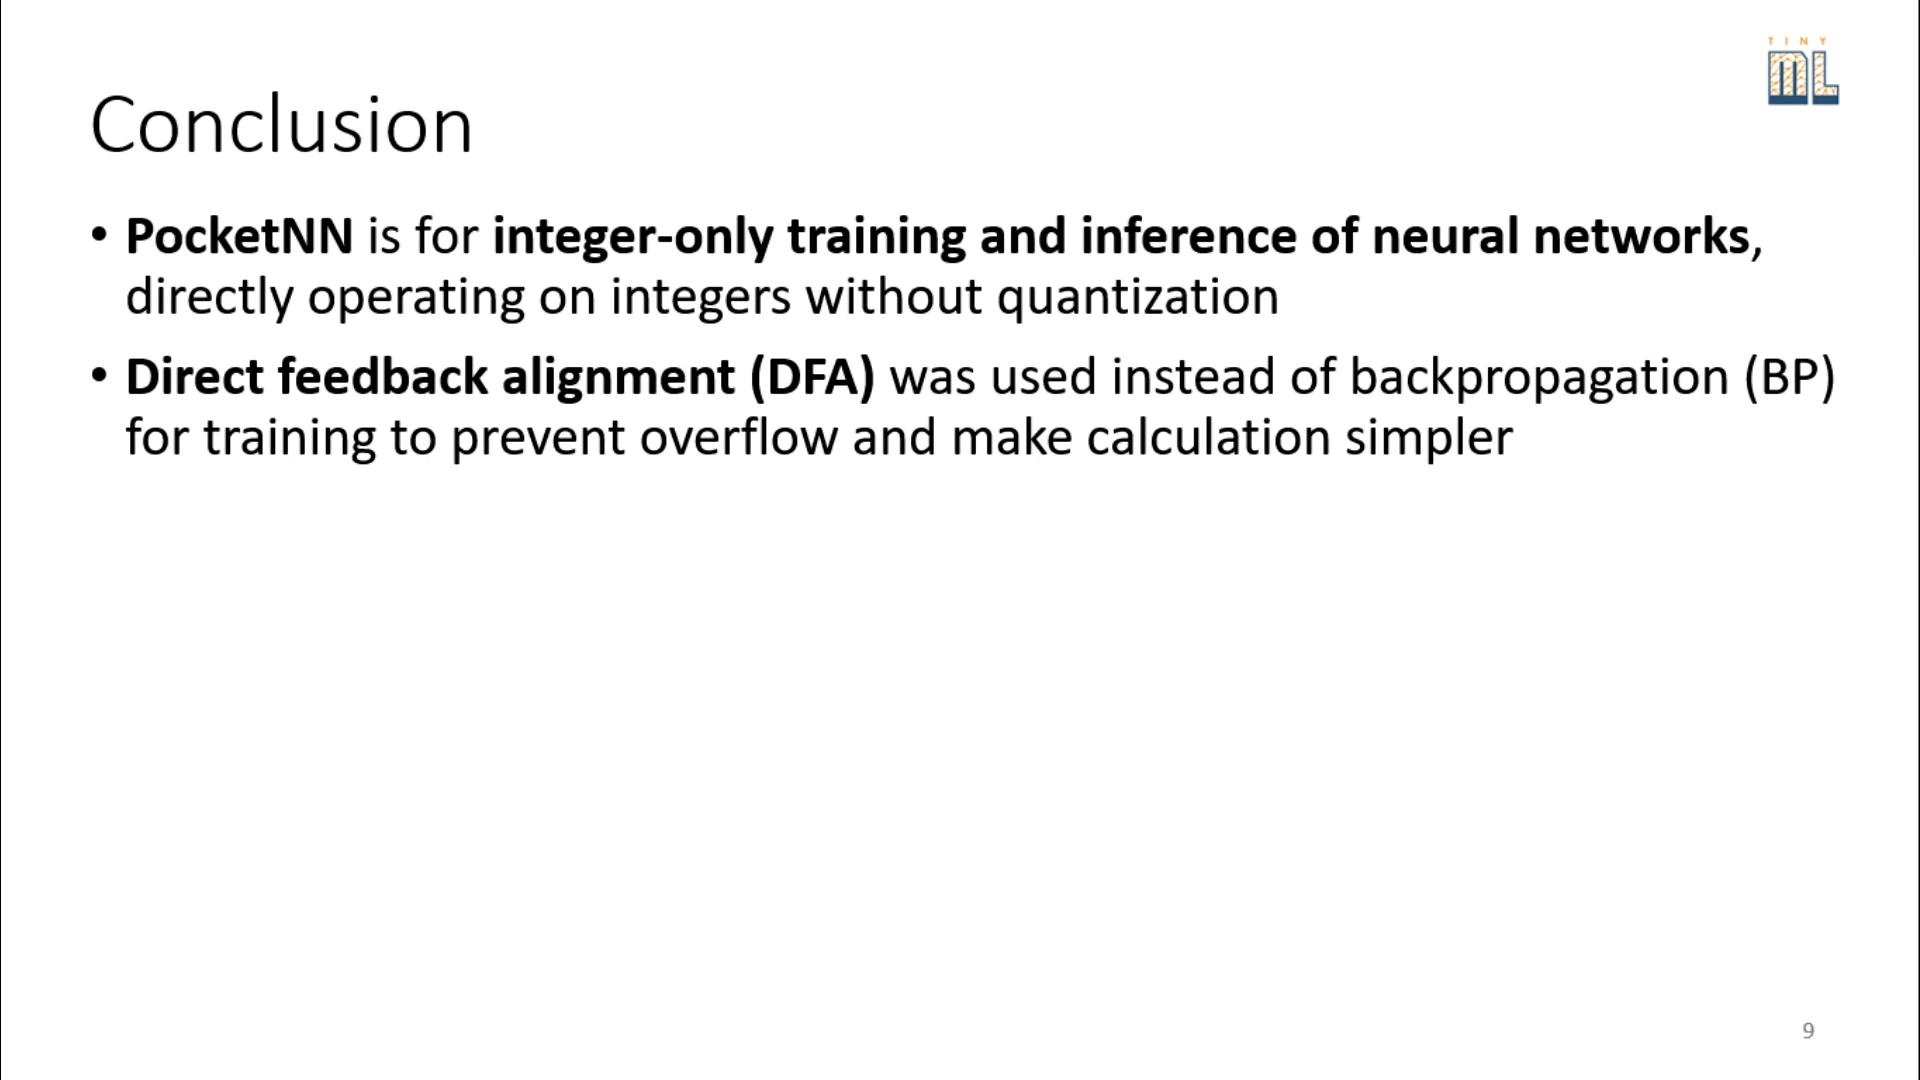 TINY
ML
Conclusion
• PocketNN is for integer-only training and inference of neural networks,
directly operating on integers without quantization
• Direct feedback alignment (DFA) was used instead of backpropagation (BP)
for training to prevent overflow and make calculation simpler
9